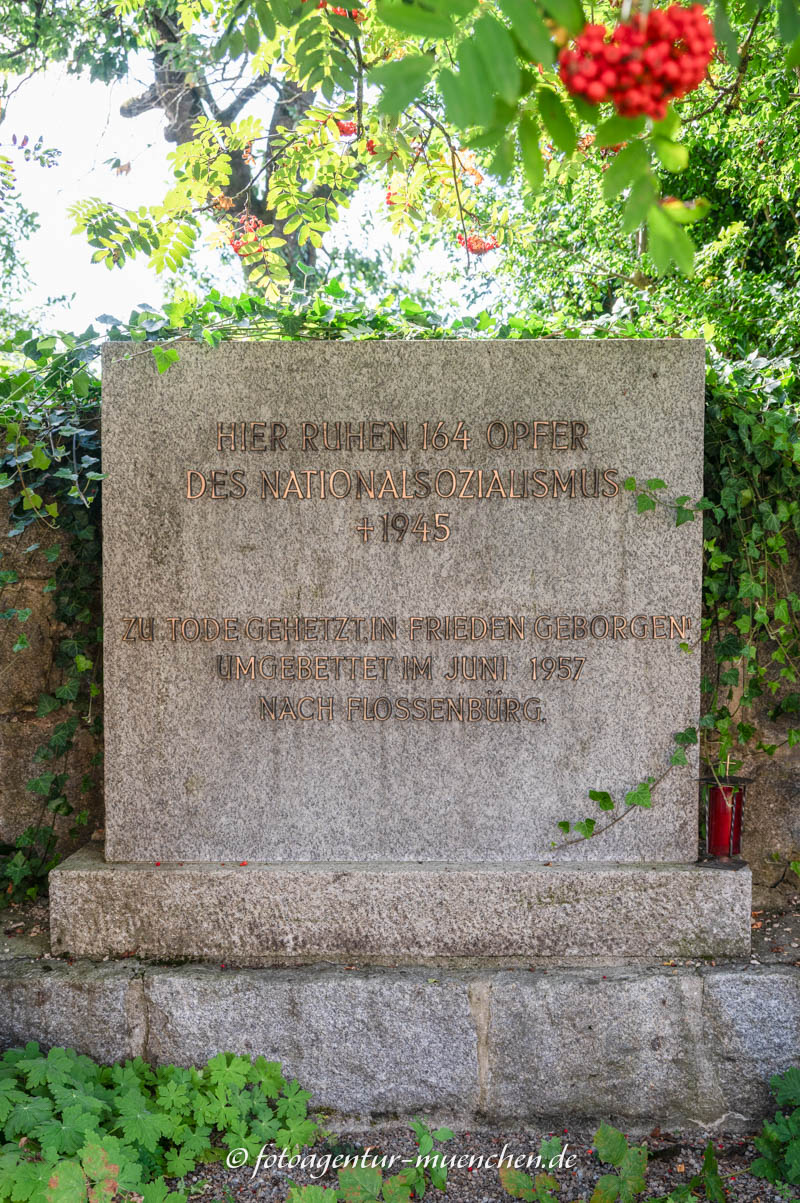 HIER RUHEN 164 OPFER
DES NATIONALSOZIALISMUS
+ 1945
ZU TODE GEHETZT, IN FRIEDEN GEBORGEN!
UMGEBETTET IM JUNI 1957
NACH FLOSSENBÜRG.
© fotoagentur-muenchen.de